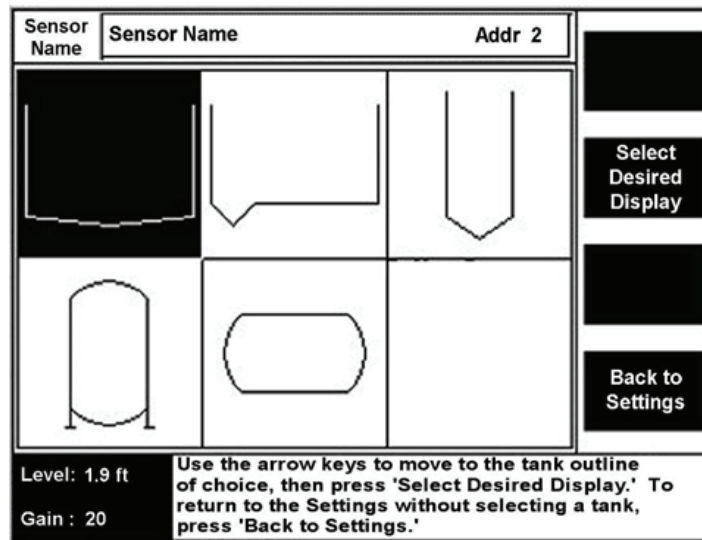 Sensor
Name
Sensor Name Addr 2
Select
Desired
Display
Back to
Settings
Level: 1.9 ft
Gain : 20
Use the arrow keys to move to the tank outline
of choice, then press 'Select Desired Display.' To
return to the Settings without selecting a tank,
press 'Back to Settings.'